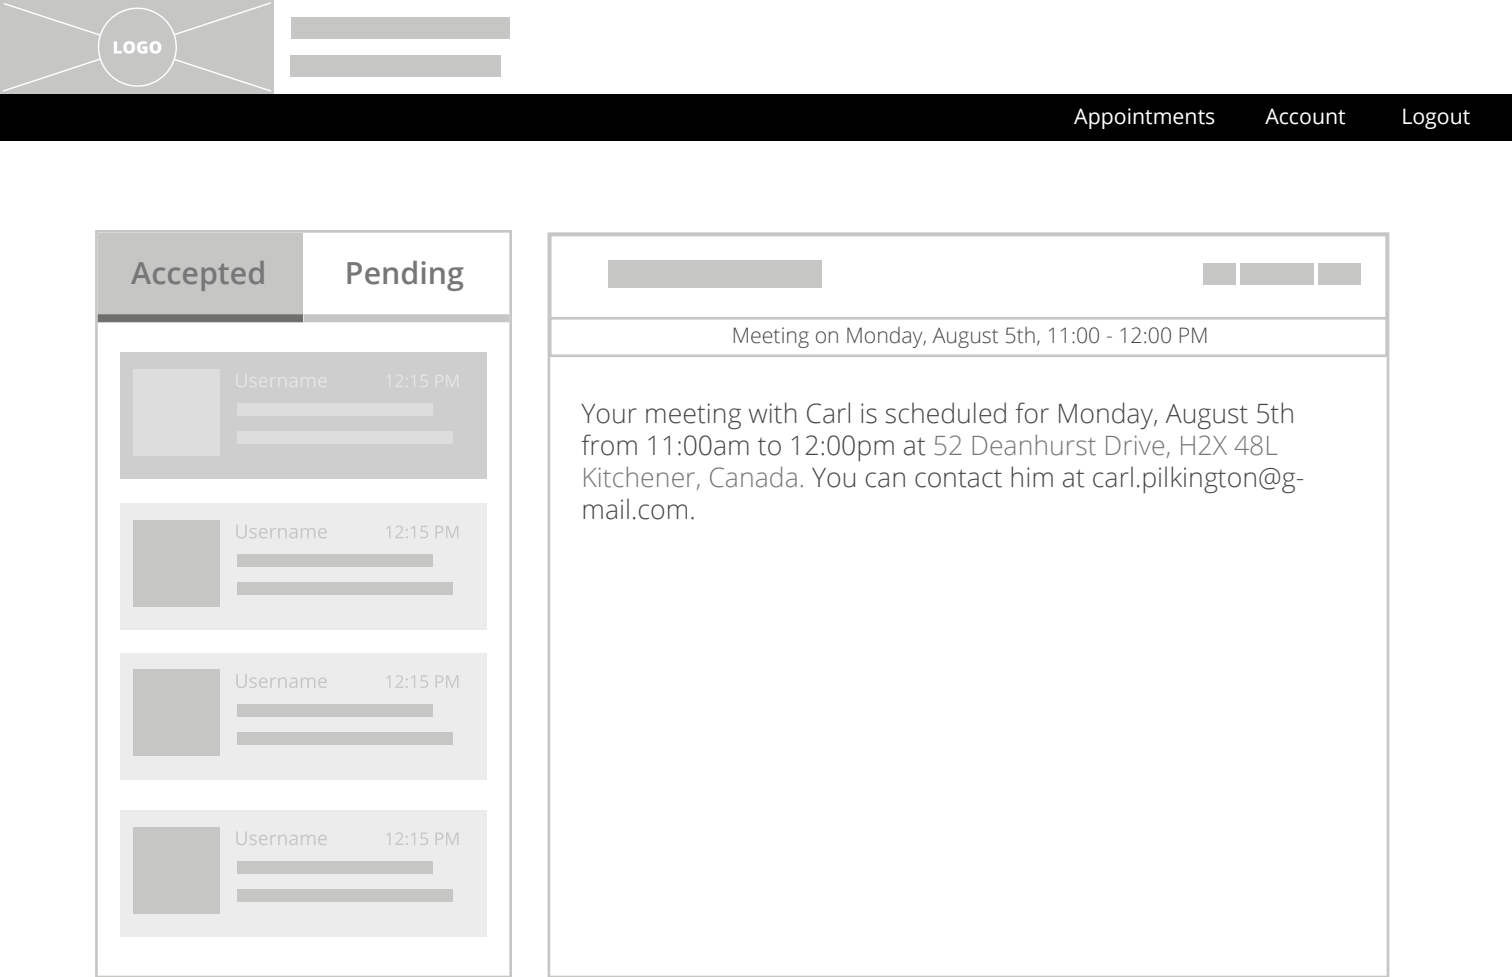 LOGO
Appointments Account Logout
Accepted Pending
Username 12:15 PM
Username 12:15 PM
Username 12:15 PM
Username 12:15 PM
Meeting on Monday, August 5th, 11:00 - 12:00 PM
Your meeting with Carl is scheduled for Monday, August 5th
from 11:00am to 12:00pm at 52 Deanhurst Drive, H2X 48L
Kitchener, Canada. You can contact him at carl.pilkington@g-
mail.com.